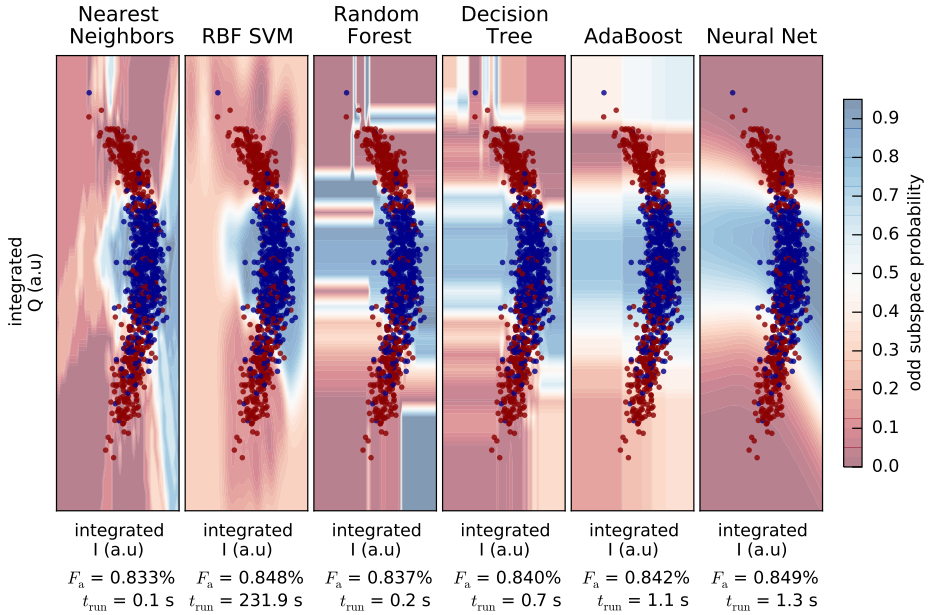 Nearest Neighbors
RBF SVM
Random Forest
Decision Tree
AdaBoost
Neural Net
integrated Q (a.u)
0.9
0.8
0.7
0.6
0.5
0.4
0.3
0.2
0.1
0.0
odd subspace probability
integrated I (a.u)
integrated I (a.u)
integrated I (a.u)
integrated I (a.u)
integrated I (a.u)
integrated I (a.u)
Fa = 0.833%
trun = 0.1 s
Fa = 0.848%
trun = 231.9 s
Fa = 0.837%
trun = 0.2 s
Fa = 0.840%
trun = 0.7 s
Fa = 0.842%
trun = 1.1 s
Fa = 0.849%
trun = 1.3 s